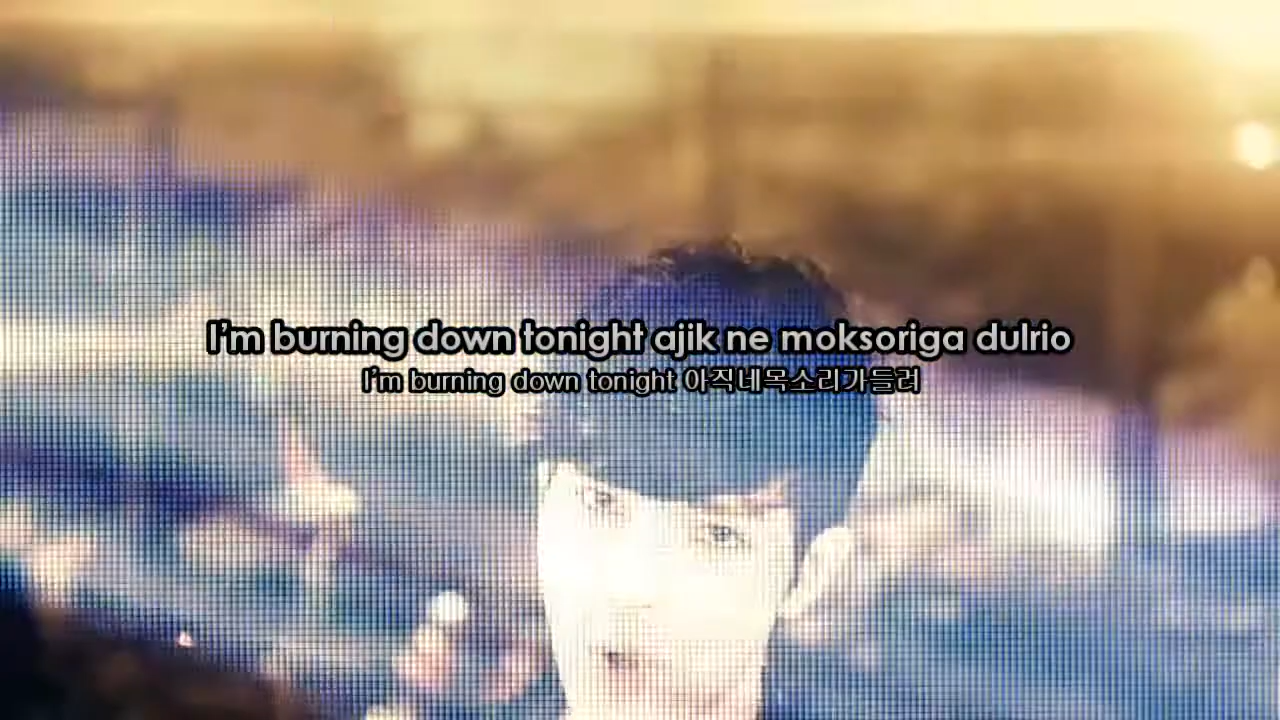 I'm burning down tonight ajik ne moksoriga dulrio
I'm burning down tonight 아직네목소리가들려